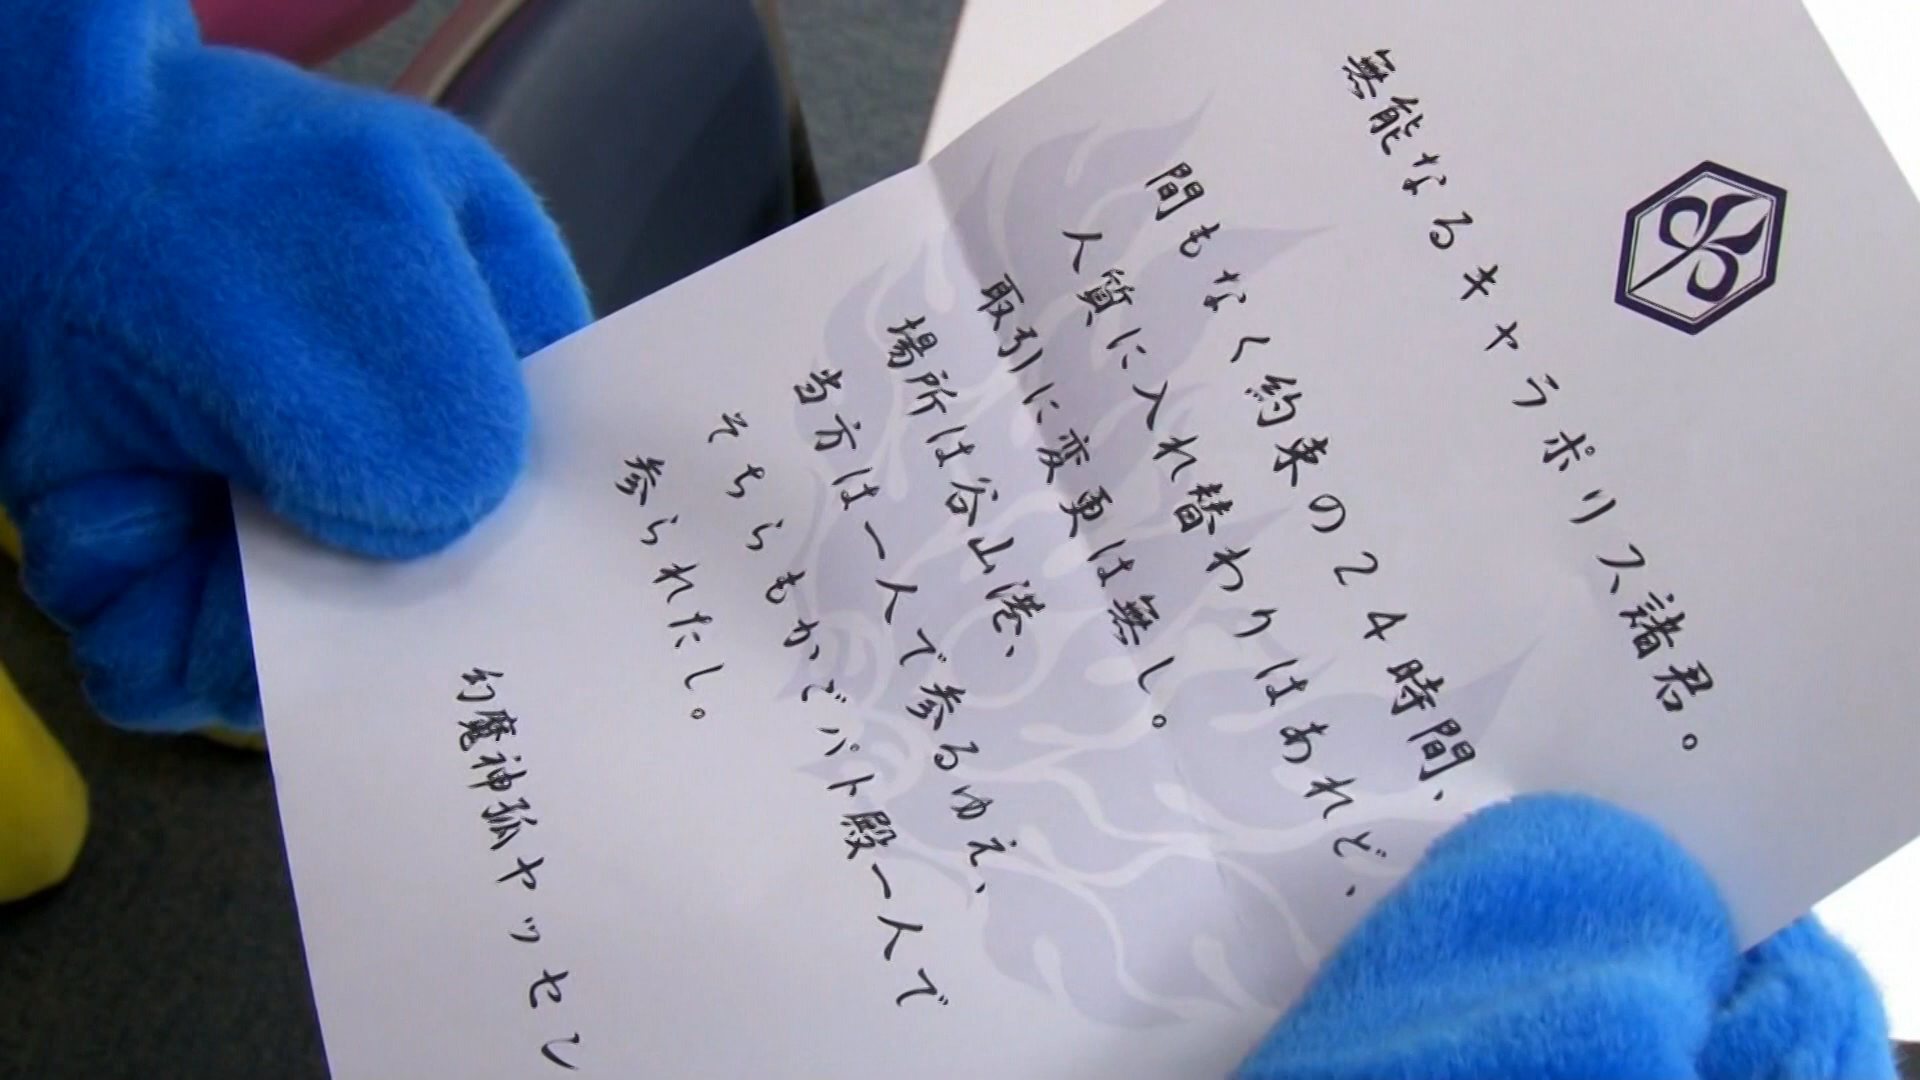 無能なるキャラポリス諸君。
間もなく約束の24時間、
人質に入れ替わりはあれど、
取引に変更は無し。
場所は谷山港、
当方は一人で参るゆえ、
そちらもかごパト殿一人で
参られたし。
幻魔神狐ヤッセン